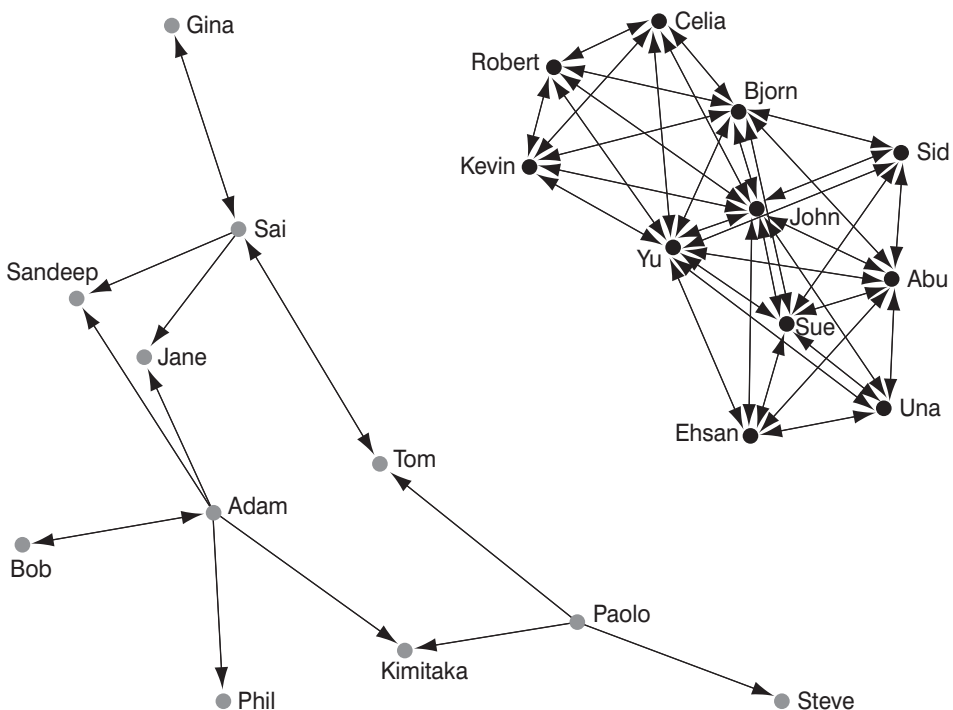 Gina
Celia
Robert
Bjorn
Sid
Kevin
John
Sai
Yu
Sandeep
Abu
Sue
Jane
Una
Ehsan
Tom
Adam
Bob
Paolo
Kimitaka
Phil
Steve